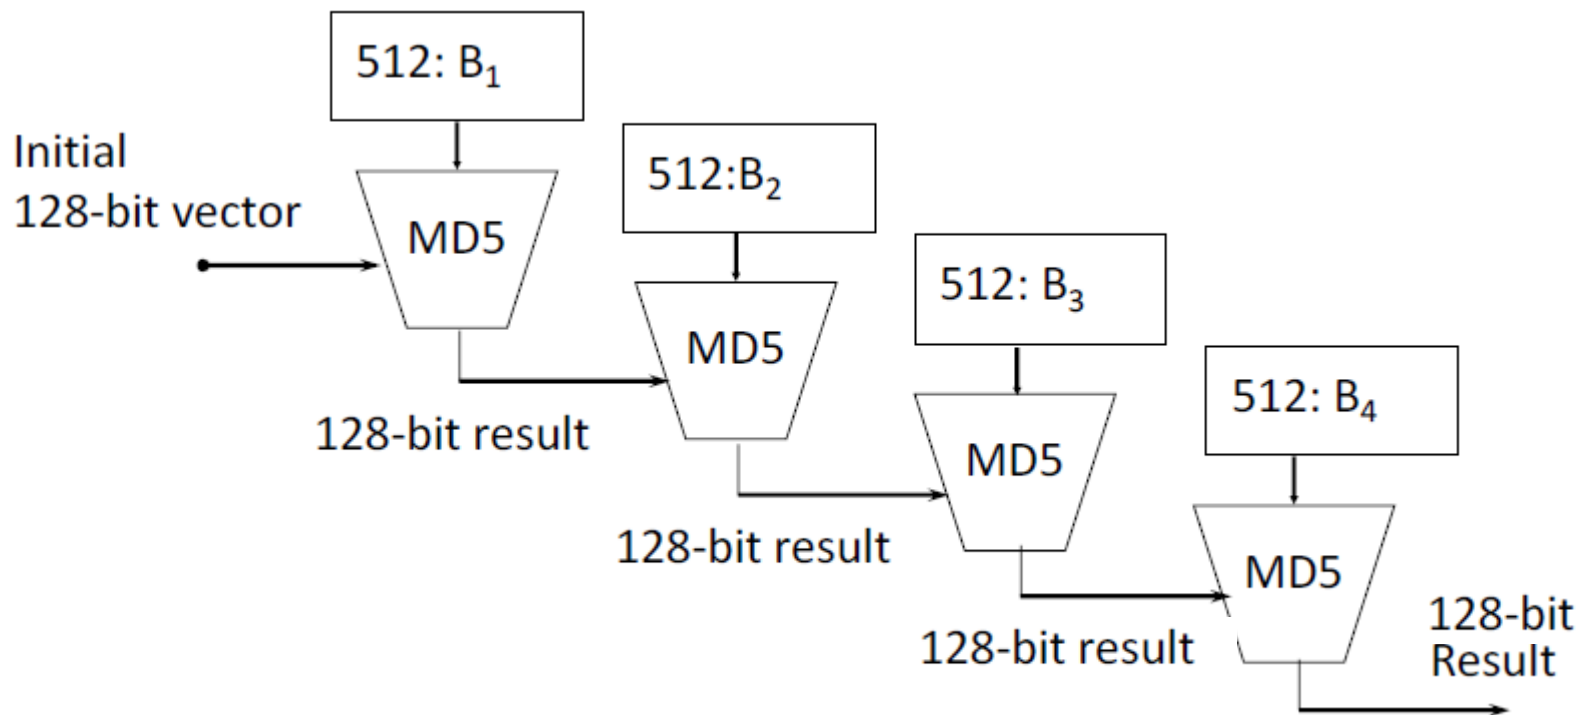 512: B₁
Initial
128-bit vector
MD5
512:B₂
MD5
128-bit result
512: B₃
MD5
128-bit result
512: B₄
MD5
128-bit result
128-bit
Result